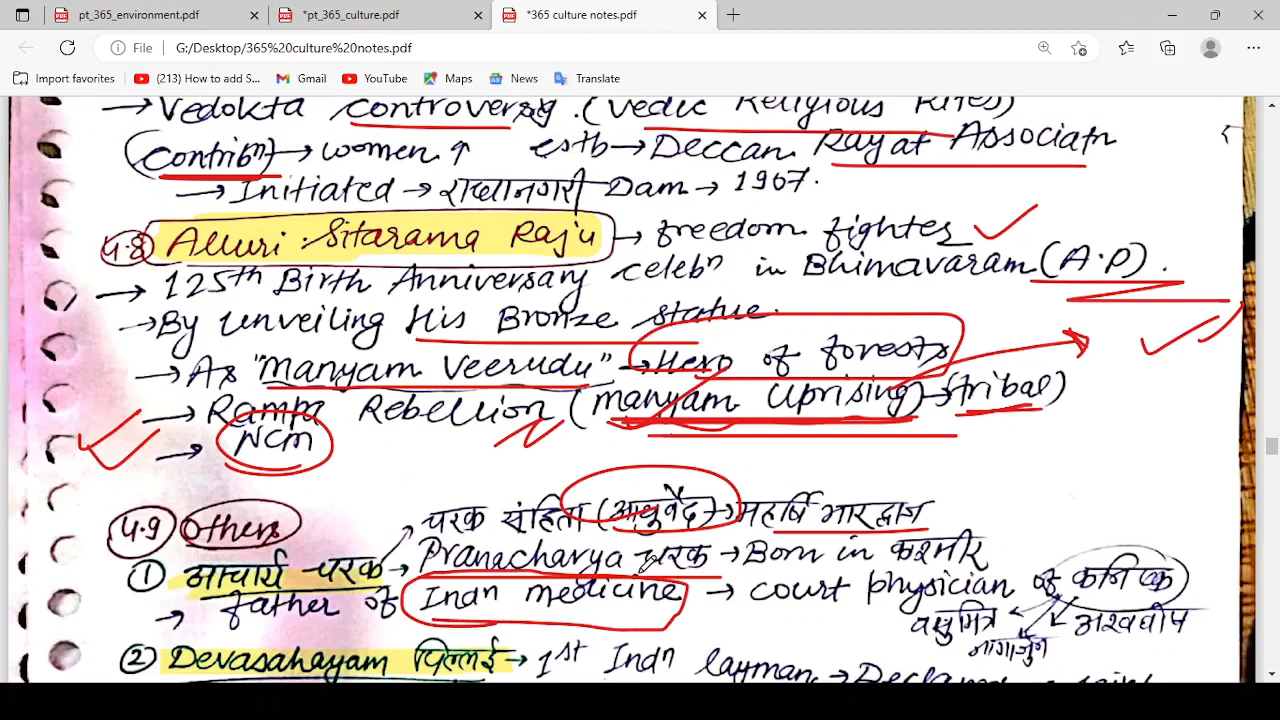 pt_365_environment.pdf
*pt_365_culture.pdf
*365 culture notes.pdf
File G:/Desktop/365%20culture%20notes.pdf
Import favorites (213) How to add S... Gmail YouTube Maps News Translate
→ Vedokta controversy. (Vedic Religious Rites)
(Contribn) → women ↑ estb → Deccan Rayat Associatn
→ Initiated → राधानगरी Dam → 1907.
4.8 Alluri Sitarama Raju → freedom fighter
→ 125th Birth Anniversary celebn in Bhimavaram (A.P).
→ By unveiling His Bronze statue.
→ As "Manyam Veerudu" → Hero of forests
→ Rampa Rebellion (manyam Uprising) → (tribal)
→ NCM
4.9 Others
चरक संहिता (आयुर्वेद) → महर्षि भारद्वाज
① आचार्य चरक → Pranacharya चरक → Born in कश्मीर
→ father of Indn medicine → court physician of कनिष्क
वसुमित्र अश्वघोष
नागार्जुन
② Devasahayam पिल्लई → 1st Indn layman → Declared